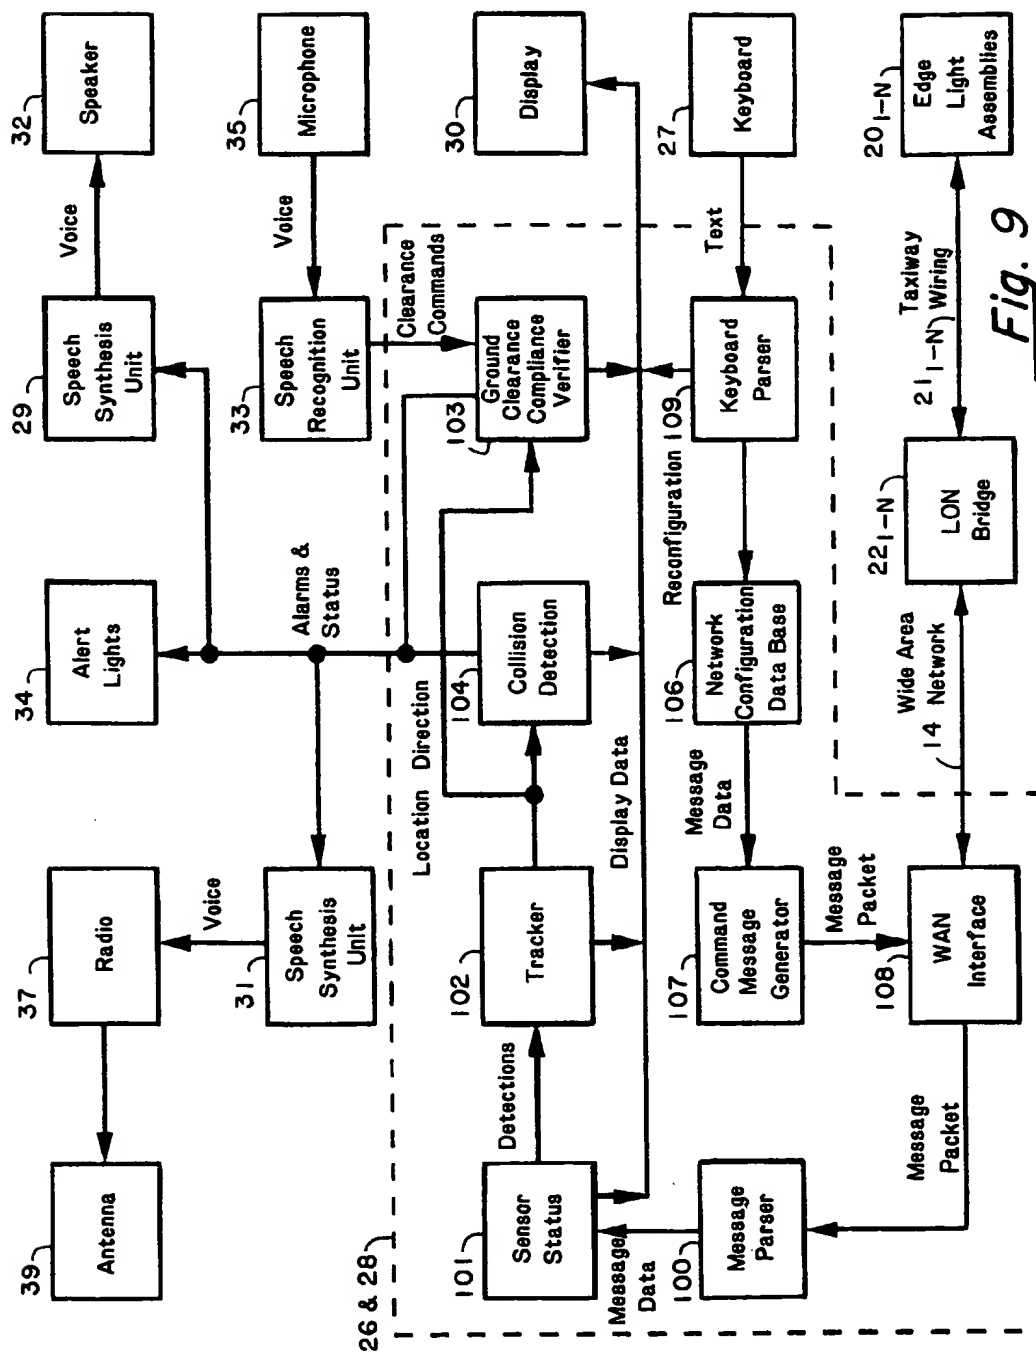 39
Antenna
37
Radio
34
Alert
Lights
29
Speech
Synthesis
Unit
Voice
32
Speaker
31
Speech
Synthesis
Unit
Voice
Alarms &
Status
33
Speech
Recognition
Unit
Voice
35
Microphone
26 & 28
Location Direction
Clearance
Commands
101
Sensor
Status
Detections
102
Tracker
104
Collision
Detection
103
Ground
Clearance
Compliance
Verifier
30
Display
Message
Data
Display Data
100
Message
Parser
107
Command
Message
Generator
Message
Data
106
Network
Configuration
Data Base
Reconfiguration
109
Keyboard
Parser
Text
27
Keyboard
Message
Packet
Message
Packet
108
WAN
Interface
Wide Area
14 Network
22 1-N
LON
Bridge
Taxiway
21 1-N Wiring
20 1-N
Edge
Light
Assemblies
Fig. 9